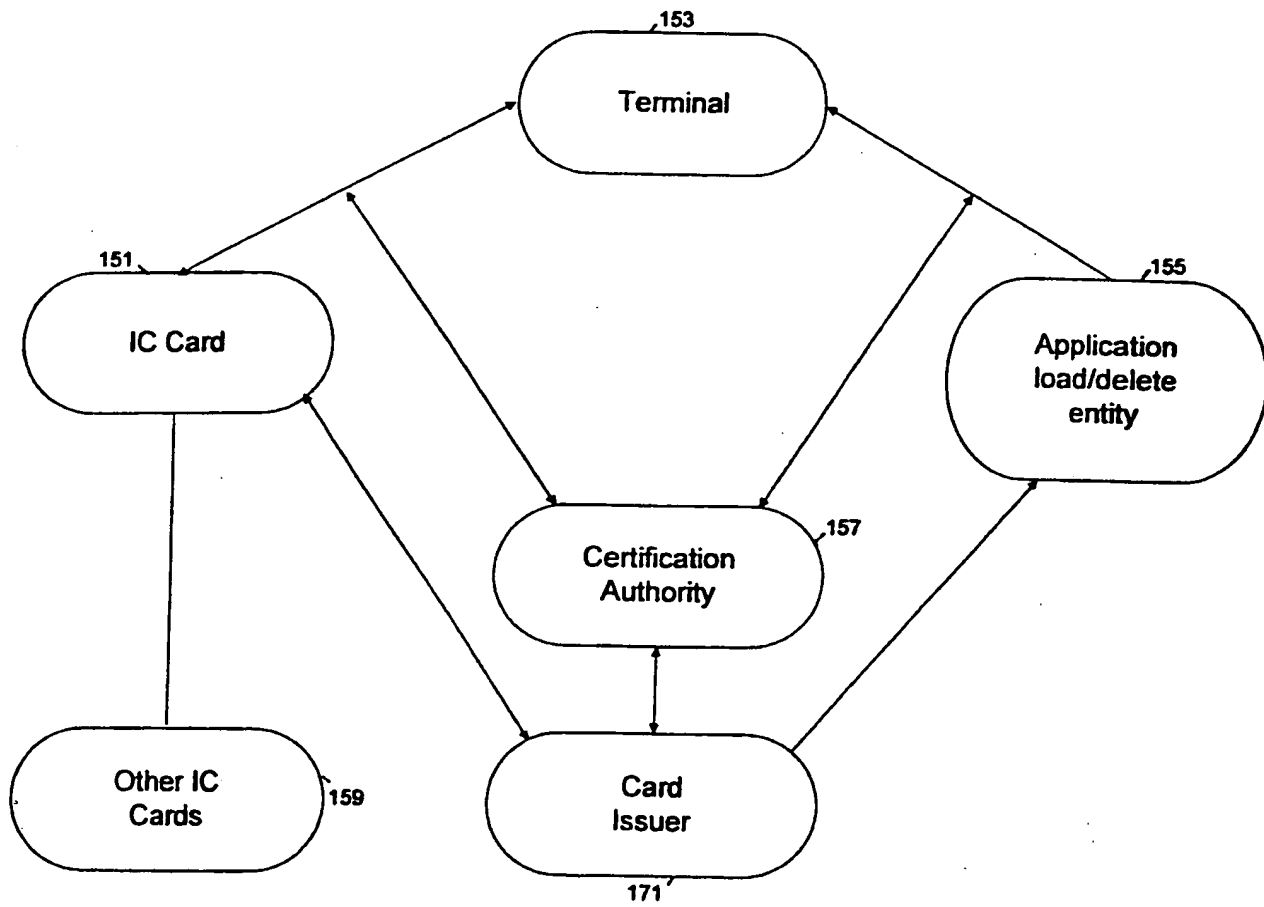 153
Terminal
151
IC Card
155
Application
load/delete
entity
157
Certification
Authority
Other IC
Cards
159
Card
Issuer
171